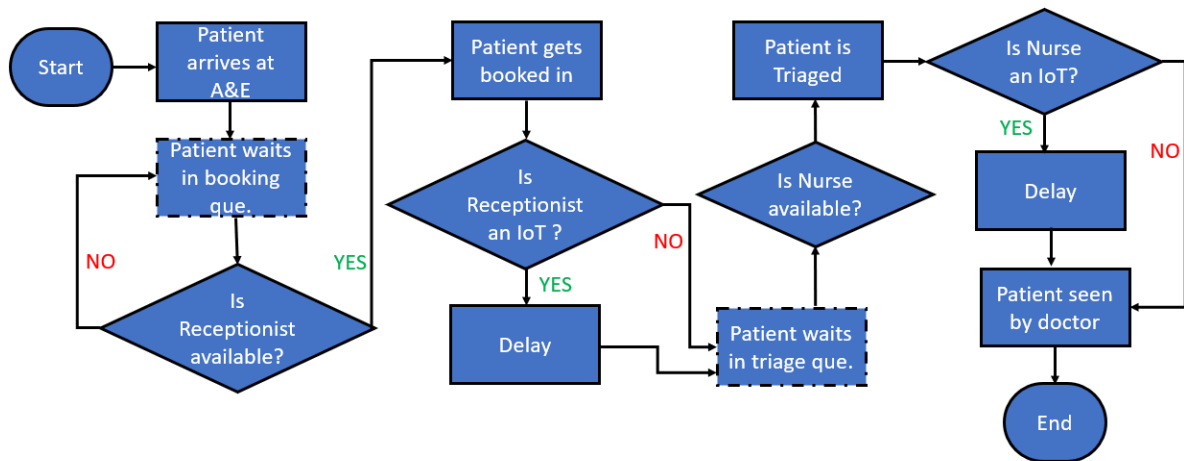 Start
Patient
arrives at
A&E
Patient waits
in booking
que.
NO
Is
Receptionist
available?
YES
Patient gets
booked in
Is
Receptionist
an IoT ?
NO
YES
Delay
Patient waits
in triage que.
Is Nurse
available?
Patient is
Triaged
Is Nurse
an IoT?
YES
NO
Delay
Patient seen
by doctor
End